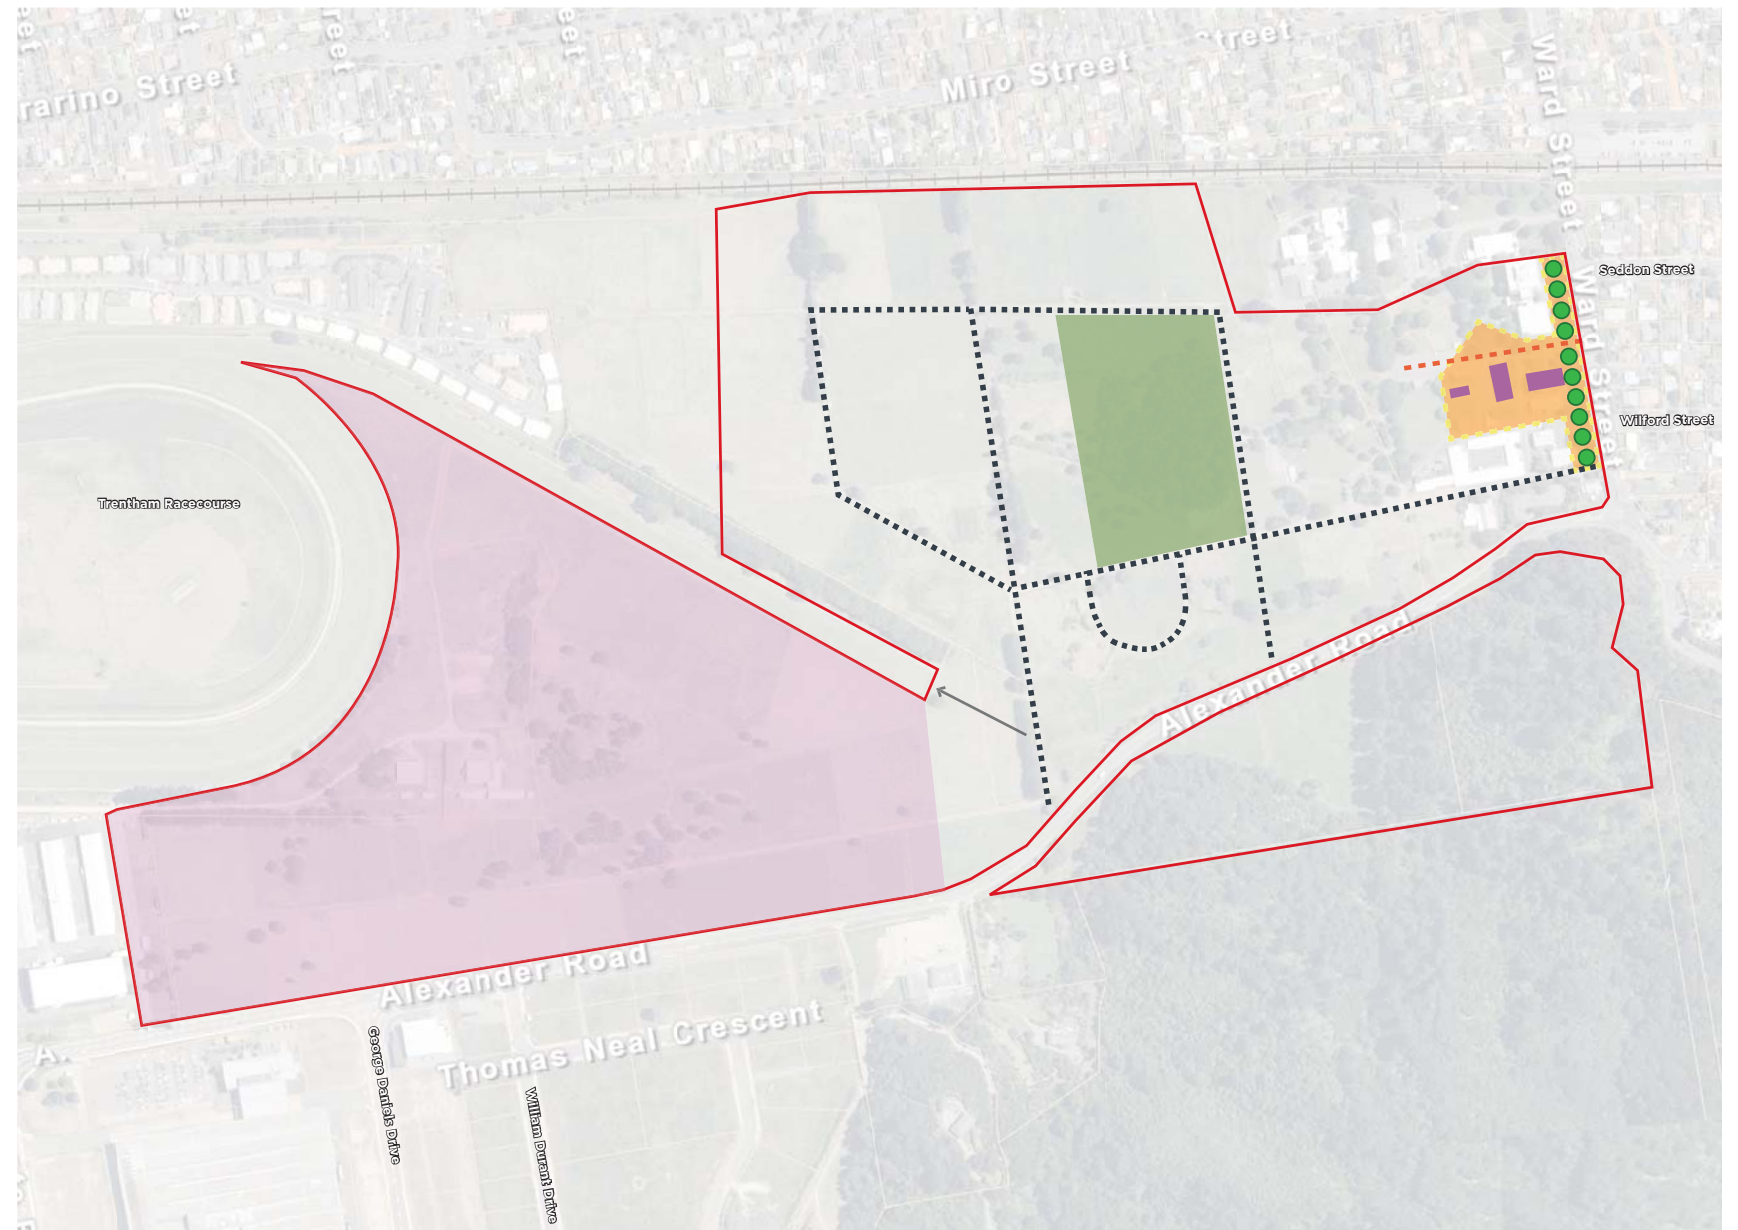 Street
Miro Street
Ward Street
rarino Street
Seddon Street
Ward Street
Wilford Street
Trentham Racecourse
Alexander Road
Alexander Road
Thomas Neal Crescent
A.
George Daniels Drive
William Durant Drive